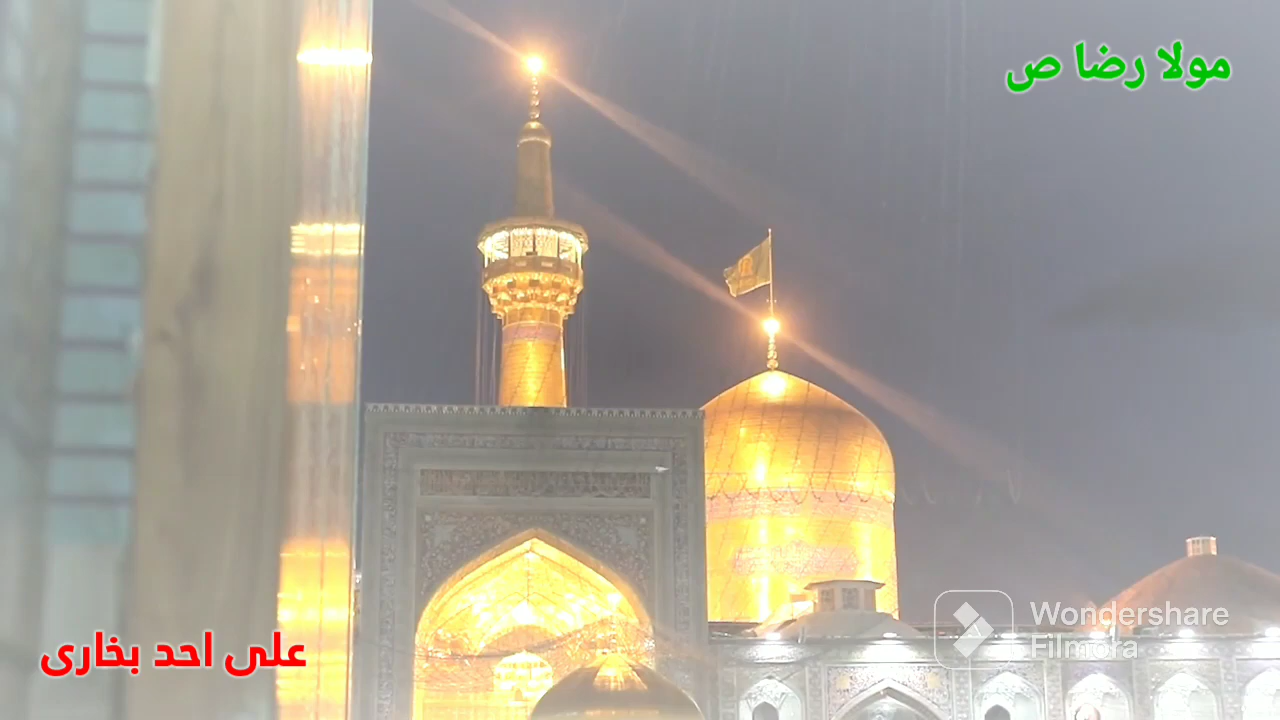 مولا رضا ص
علی احد بخاری
Wondershare
Filmora